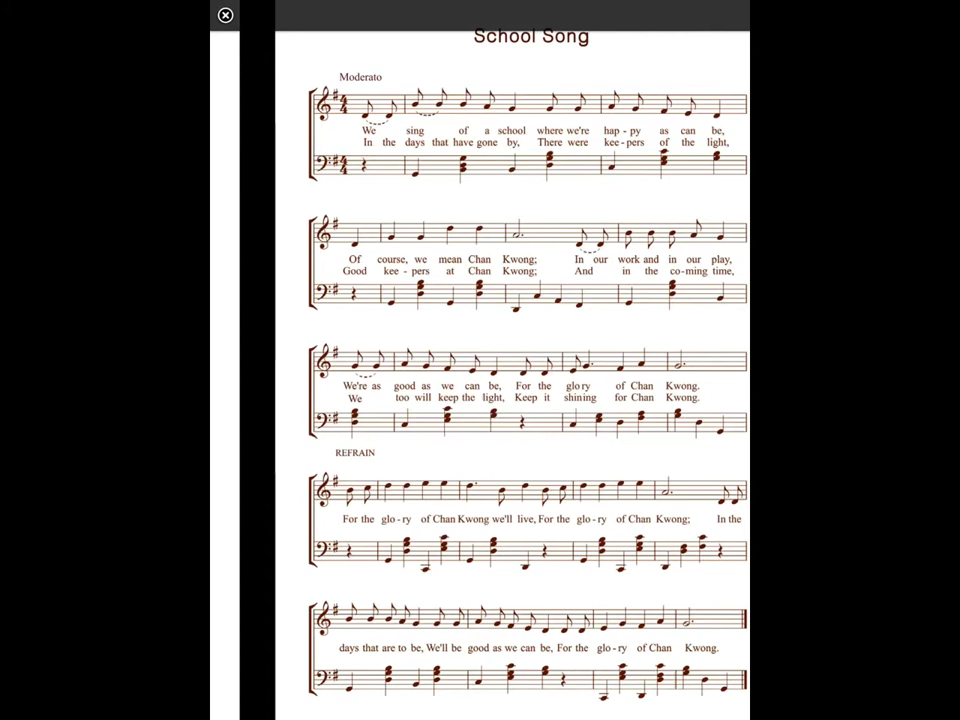 School Song
Moderato
We sing of a school where we're hap - py as can be,
In the days that have gone by, There were kee - pers of the light,
Of course, we mean Chan Kwong; In our work and in our play,
Good kee - pers at Chan Kwong; And in the co - ming time,
We're as good as we can be, For the glo ry of Chan Kwong.
We too will keep the light, Keep it shining for Chan Kwong.
REFRAIN
For the glo - ry of Chan Kwong we'll live, For the glo - ry of Chan Kwong; In the
days that are to be, We'll be good as we can be, For the glo - ry of Chan Kwong.